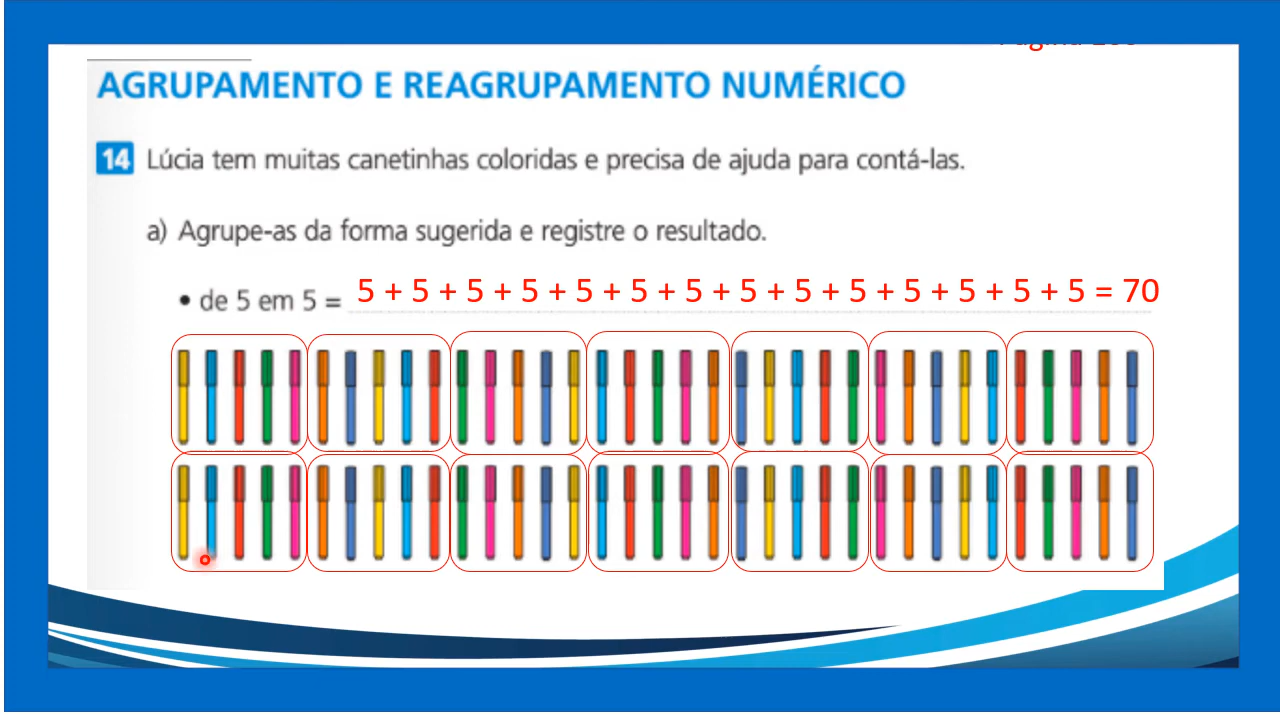 AGRUPAMENTO E REAGRUPAMENTO NUMÉRICO
14 Lúcia tem muitas canetinhas coloridas e precisa de ajuda para contá-las.
a) Agrupe-as da forma sugerida e registre o resultado.
• de 5 em 5 = 5 + 5 + 5 + 5 + 5 + 5 + 5 + 5 + 5 + 5 + 5 + 5 + 5 + 5 = 70